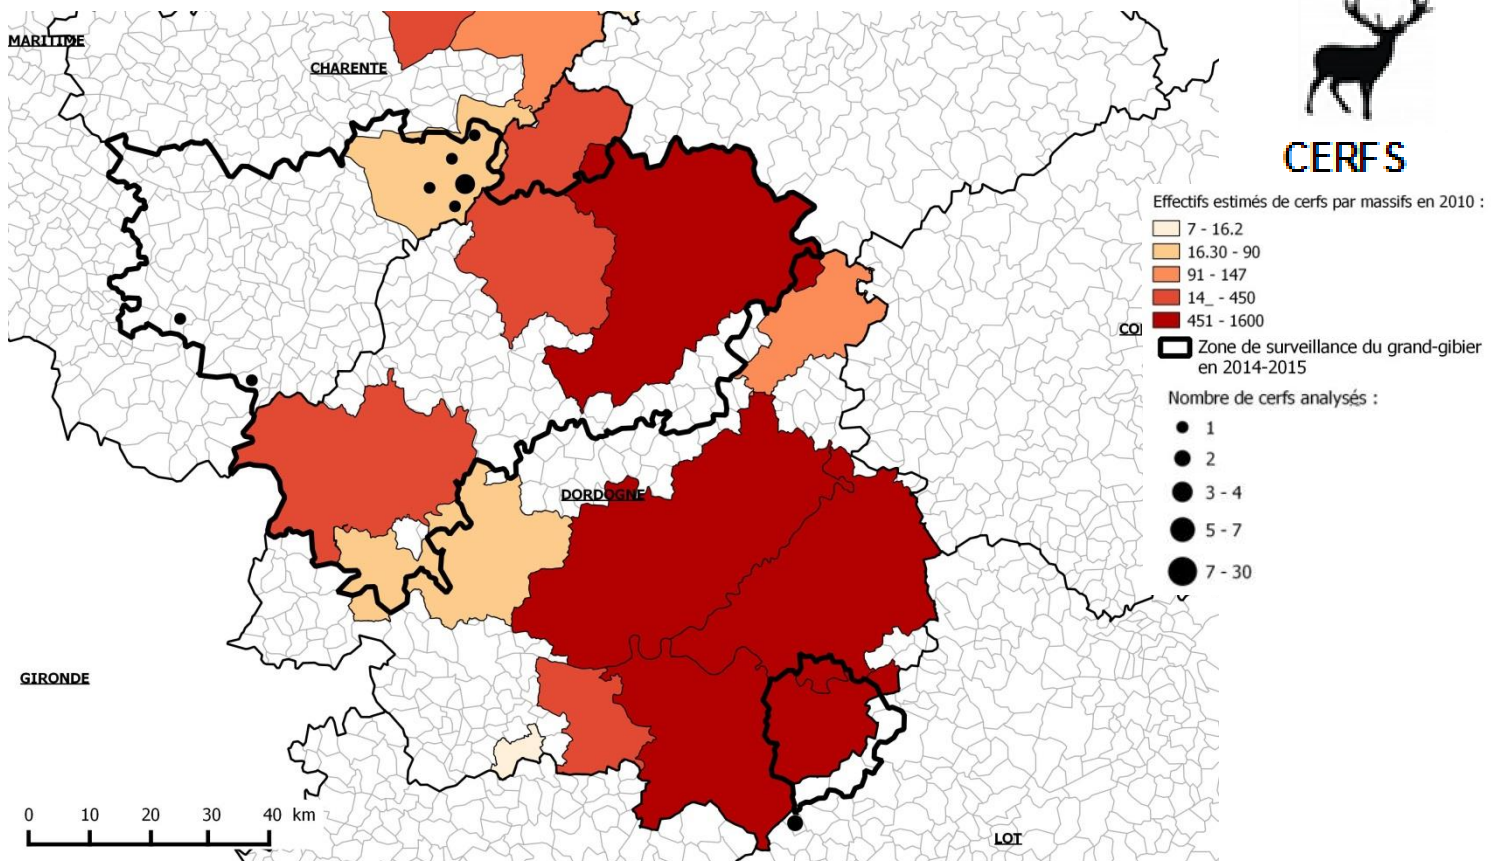 MARITIME
CHARENTE
CERFS
Effectifs estimés de cerfs par massifs en 2010 :
7 - 16.2
16.30 - 90
91 - 147
14_ - 450
451 - 1600
Zone de surveillance du grand-gibier
en 2014-2015
Nombre de cerfs analysés :
1
2
3 - 4
5 - 7
7 - 30
DORDOGNE
GIRONDE
LOT
0 10 20 30 40 km